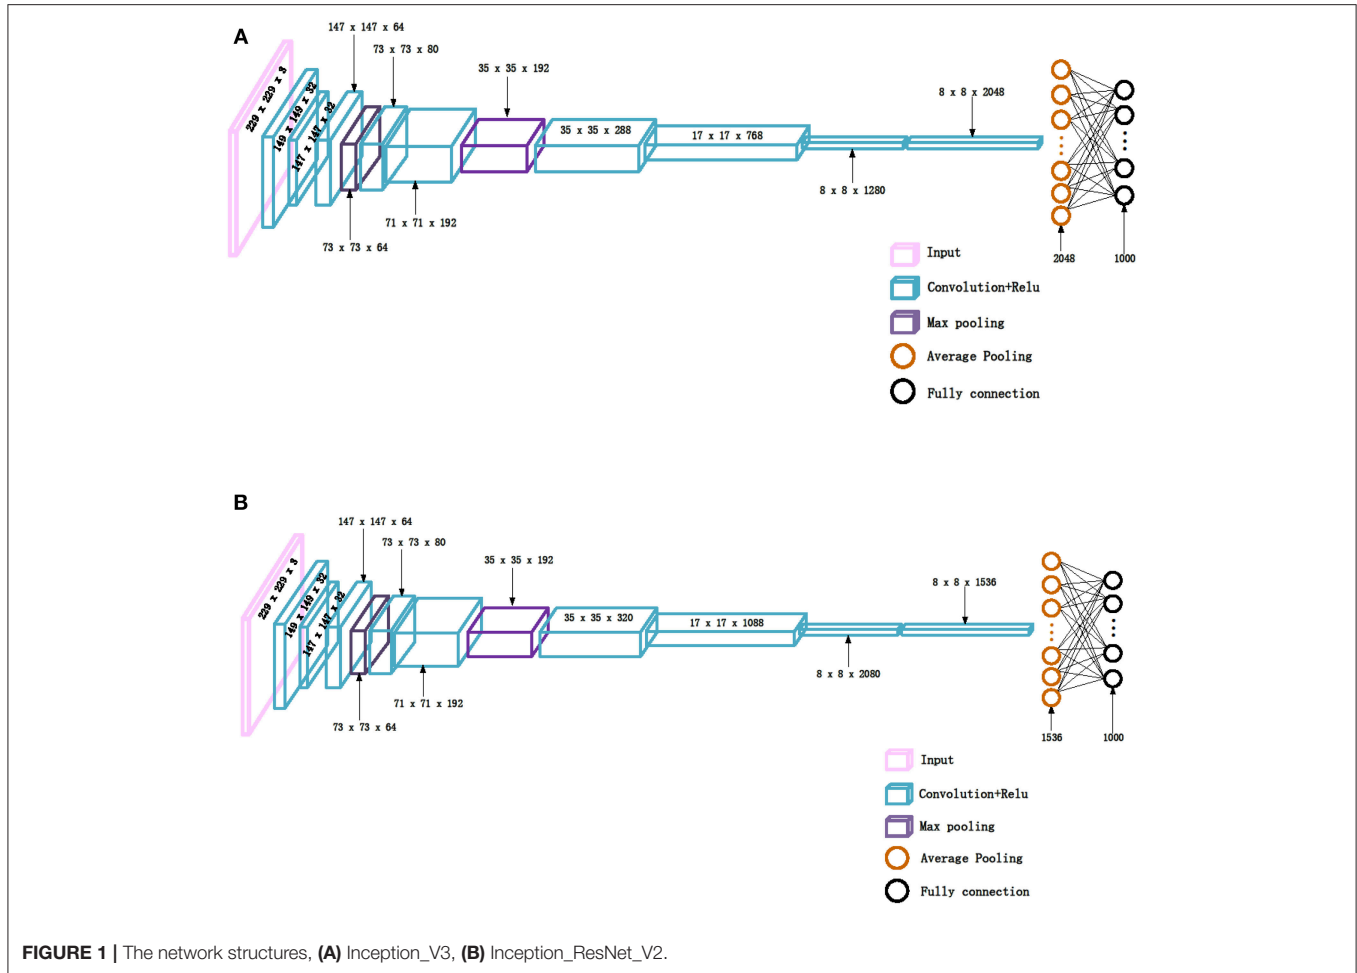 A
147 x 147 x 64
73 x 73 x 80
35 x 35 x 192
8 x 8 x 2048
229 x 229 x 3
149 x 149 x 32
147 x 147 x 32
35 x 35 x 288
17 x 17 x 768
8 x 8 x 1280
71 x 71 x 192
73 x 73 x 64
2048
1000
Input
Convolution+Relu
Max pooling
Average Pooling
Fully connection
B
147 x 147 x 64
73 x 73 x 80
35 x 35 x 192
8 x 8 x 1536
229 x 229 x 3
149 x 149 x 32
147 x 147 x 32
35 x 35 x 320
17 x 17 x 1088
8 x 8 x 2080
71 x 71 x 192
73 x 73 x 64
1536
1000
Input
Convolution+Relu
Max pooling
Average Pooling
Fully connection
FIGURE 1 | The network structures, (A) Inception_V3, (B) Inception_ResNet_V2.